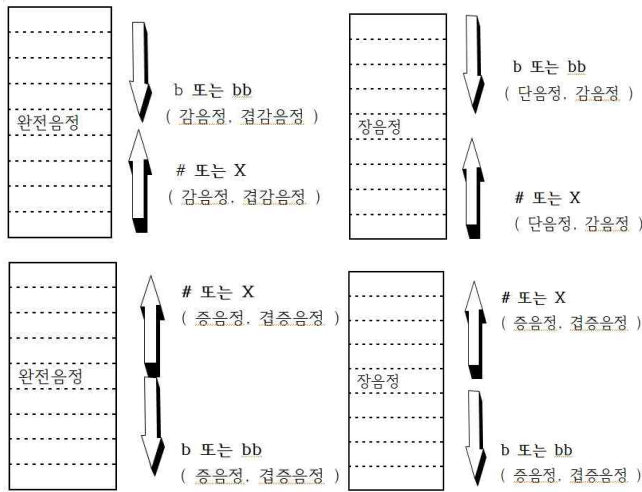 완전음정
b 또는 bb
( 감음정, 겹감음정 )
# 또는 X
( 감음정, 겹감음정 )
장음정
b 또는 bb
( 단음정, 감음정 )
# 또는 X
( 단음정, 감음정 )
완전음정
# 또는 X
( 증음정, 겹증음정 )
b 또는 bb
( 증음정, 겹증음정 )
장음정
# 또는 X
( 증음정, 겹증음정 )
b 또는 bb
( 증음정, 겹증음정 )